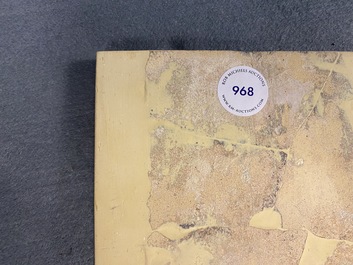 ROB MICHIELS AUCTIONS
968
WWW.RM-AUCTIONS.COM